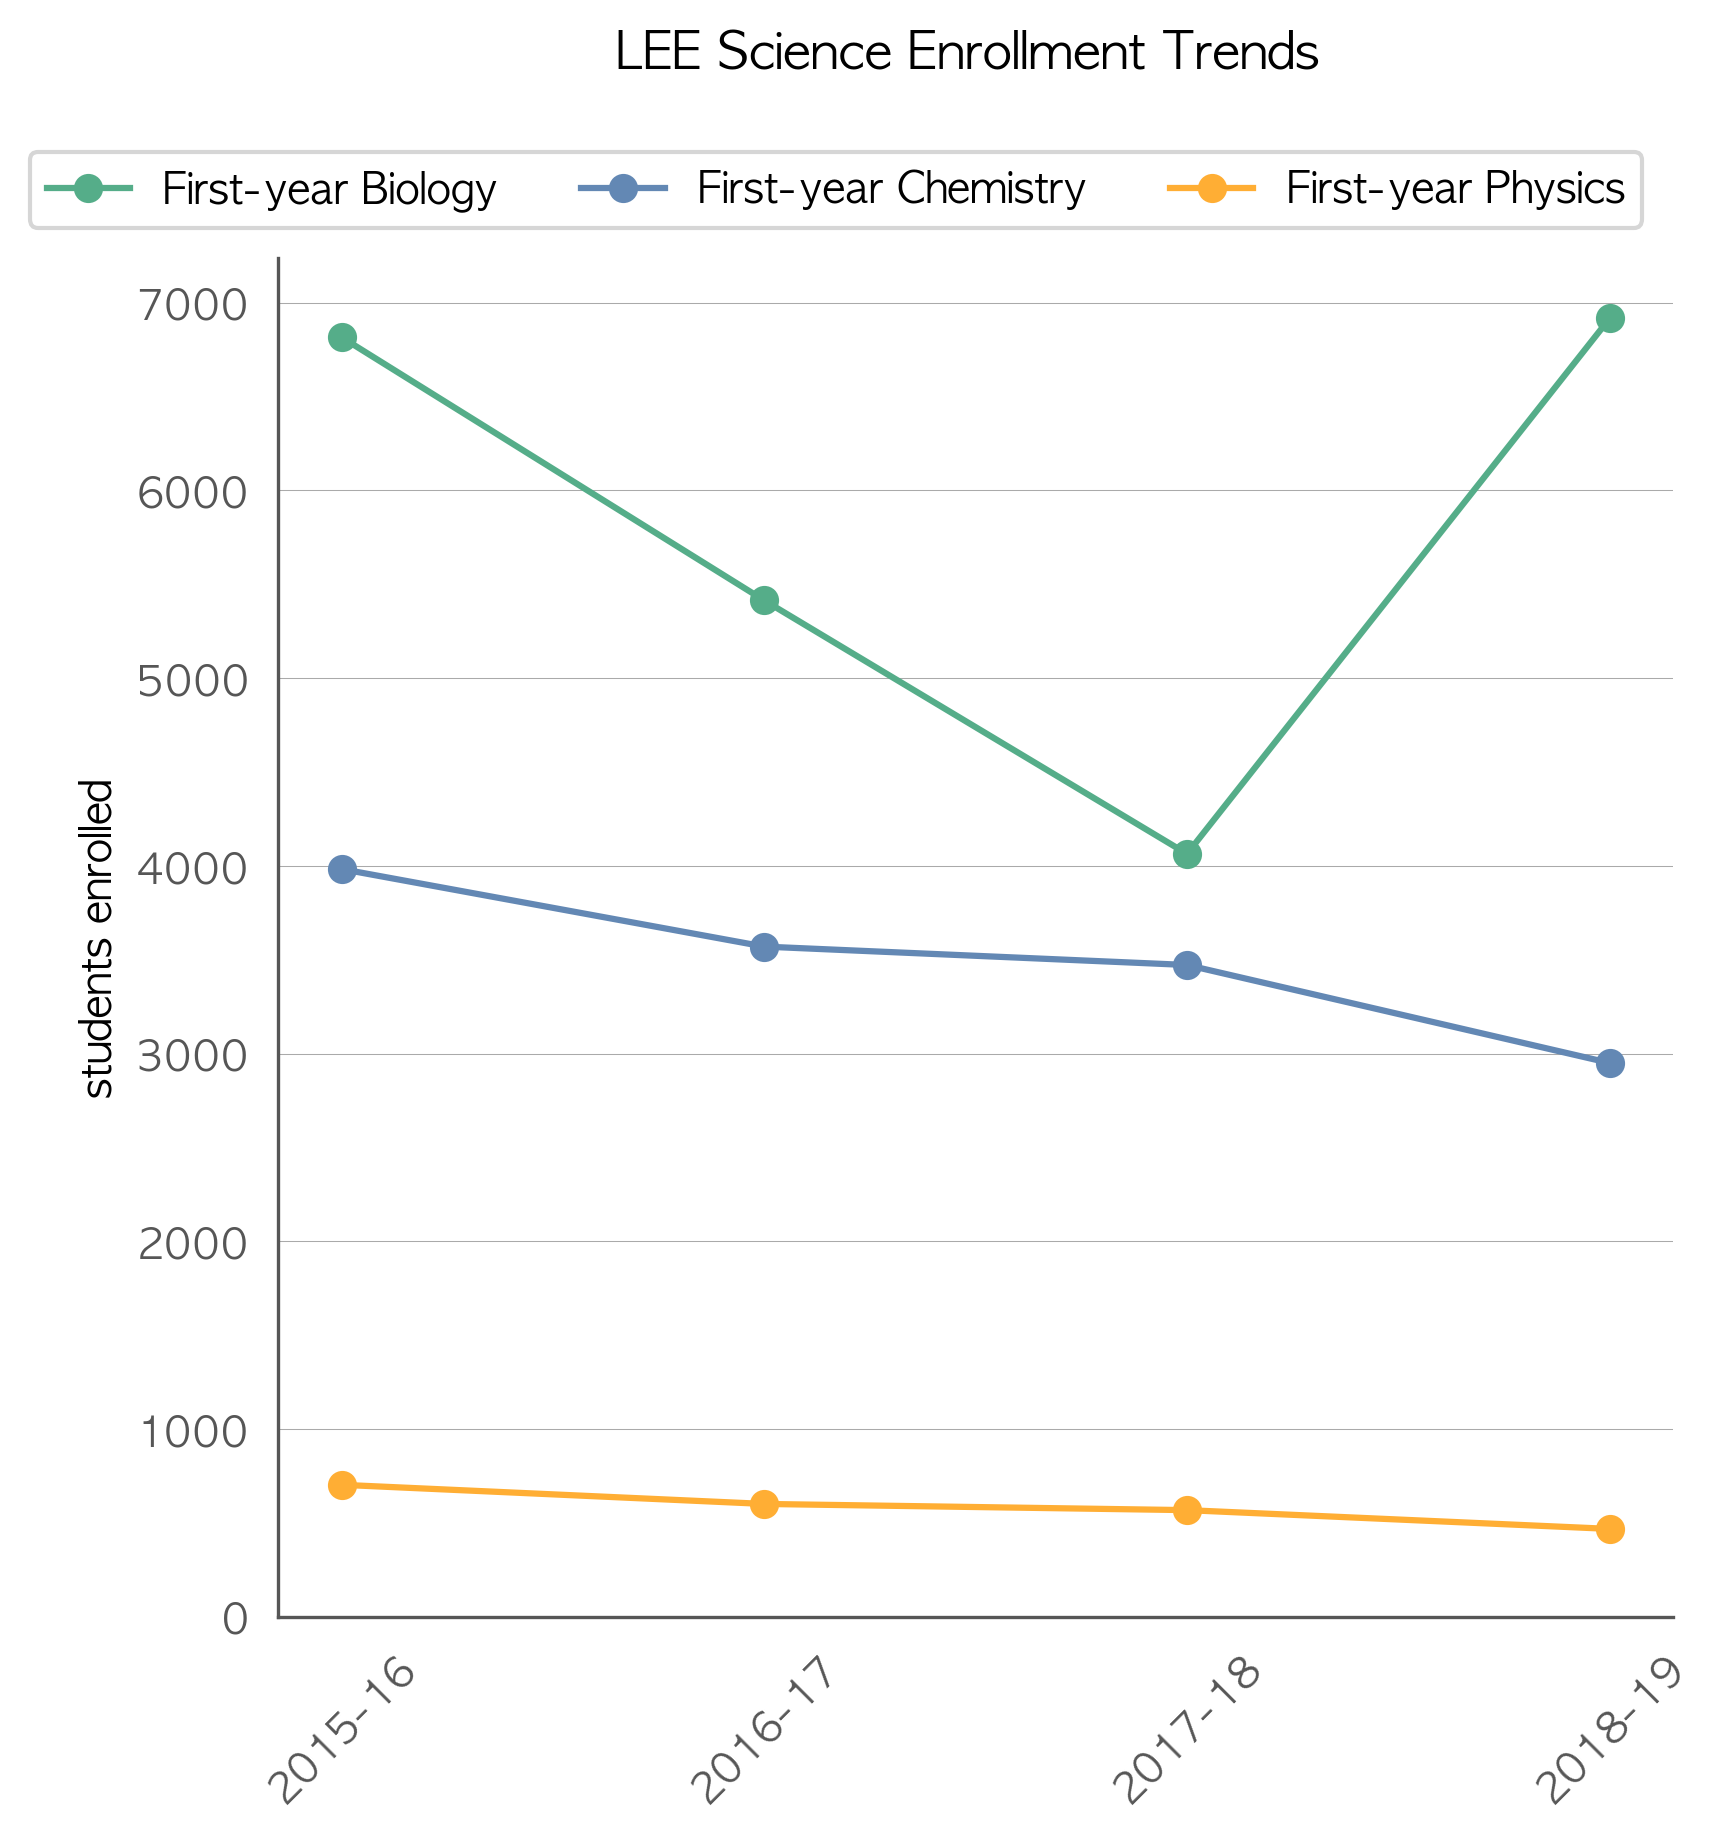 LEE Science Enrollment Trends
First-year Biology First-year Chemistry First-year Physics
7000
6000
5000
4000
3000
2000
1000
0
students enrolled
2015-16 2016-17 2017-18 2018-19